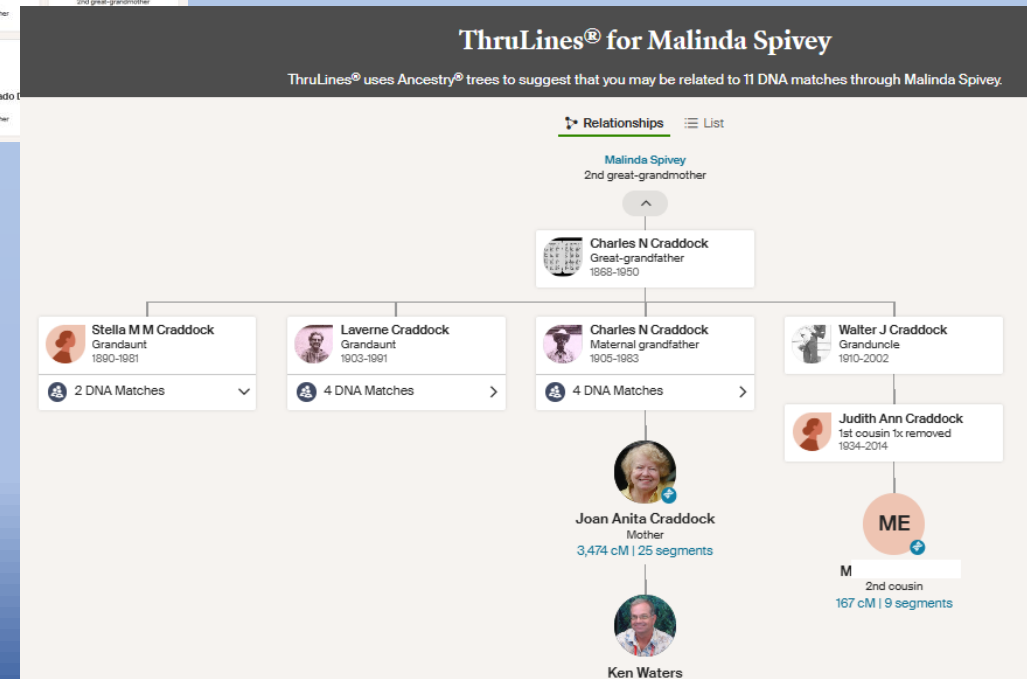 2nd great-grandmother
ThruLines® for Malinda Spivey
ThruLines® uses Ancestry® trees to suggest that you may be related to 11 DNA matches through Malinda Spivey.
Relationships List
Malinda Spivey
2nd great-grandmother
Charles N Craddock
Great-grandfather
1868-1950
Stella M M Craddock
Grandaunt
1890-1981
2 DNA Matches
Laverne Craddock
Grandaunt
1903-1991
4 DNA Matches
Charles N Craddock
Maternal grandfather
1905-1983
4 DNA Matches
Walter J Craddock
Granduncle
1910-2002
Judith Ann Craddock
1st cousin 1x removed
1934-2014
Joan Anita Craddock
Mother
3,474 cM | 25 segments
ME
M
2nd cousin
167 cM | 9 segments
Ken Waters